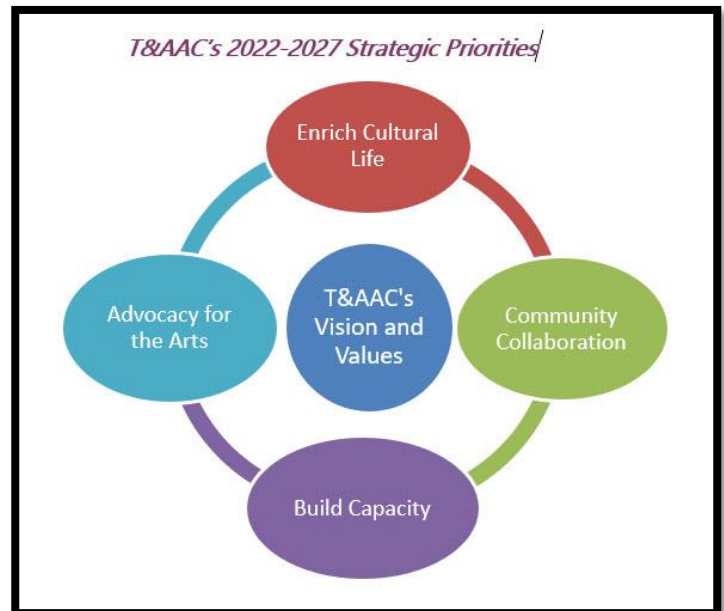 T&AAC's 2022-2027 Strategic Priorities
Enrich Cultural
Life
Advocacy for
the Arts
T&AAC's
Vision and
Values
Community
Collaboration
Build Capacity